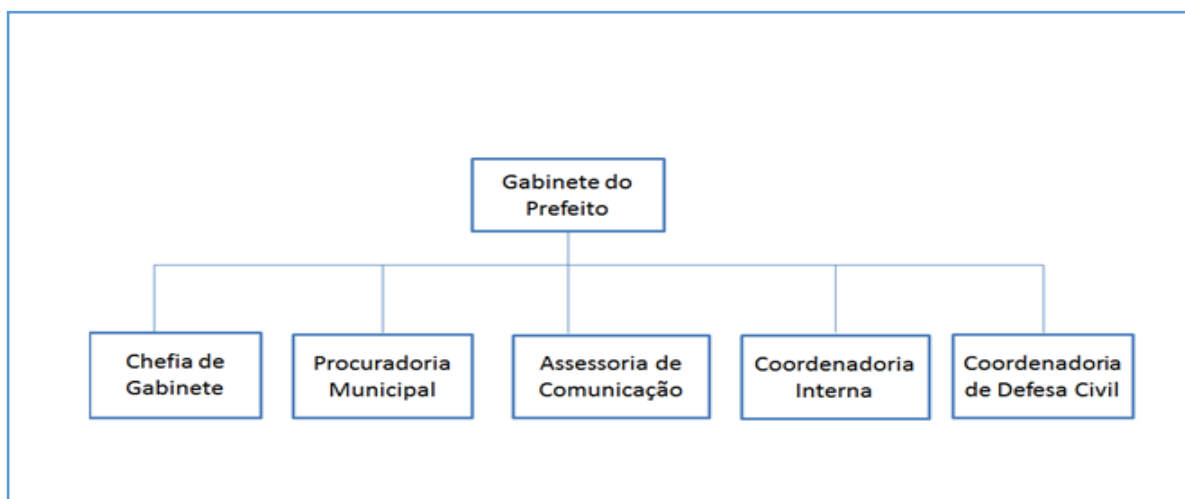 Gabinete do
Prefeito
Chefia de
Gabinete
Procuradoria
Municipal
Assessoria de
Comunicação
Coordenadoria
Interna
Coordenadoria
de Defesa Civil